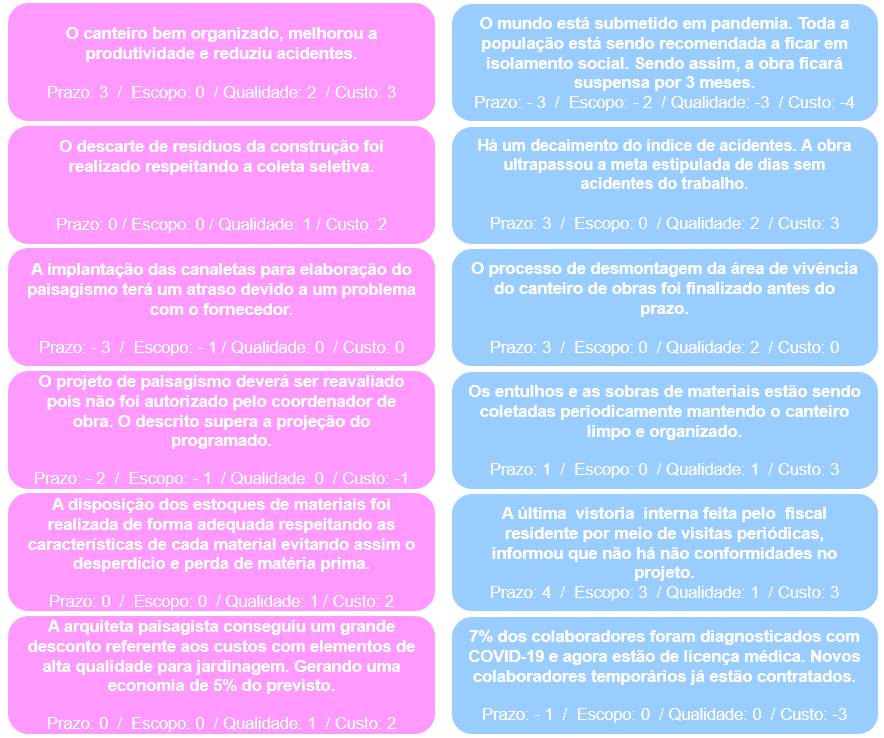 O canteiro bem organizado, melhorou a
produtividade e reduziu acidentes.
Prazo: 3 / Escopo: 0 / Qualidade: 2 / Custo: 3
O descarte de resíduos da construção foi
realizado respeitando a coleta seletiva.
Prazo: 0 / Escopo: 0 / Qualidade: 1 / Custo: 2
A implantação das canaletas para elaboração do
paisagismo terá um atraso devido a um problema
com o fornecedor.
Prazo: - 3 / Escopo: - 1 / Qualidade: 0 / Custo: 0
O projeto de paisagismo deverá ser reavaliado
pois não foi autorizado pelo coordenador de
obra. O descrito supera a projeção do
programado.
Prazo: - 2 / Escopo: - 1 / Qualidade: 0 / Custo: -1
A disposição dos estoques de materiais foi
realizada de forma adequada respeitando as
características de cada material evitando assim o
desperdício e perda de matéria prima.
Prazo: 0 / Escopo: 0 / Qualidade: 1 / Custo: 2
A arquiteta paisagista conseguiu um grande
desconto referente aos custos com elementos de
alta qualidade para jardinagem. Gerando uma
economia de 5% do previsto.
Prazo: 0 / Escopo: 0 / Qualidade: 1 / Custo: 2
O mundo está submetido em pandemia. Toda a
população está sendo recomendada a ficar em
isolamento social. Sendo assim, a obra ficará
suspensa por 3 meses.
Prazo: - 3 / Escopo: - 2 / Qualidade: -3 / Custo: -4
Há um decaimento do índice de acidentes. A obra
ultrapassou a meta estipulada de dias sem
acidentes do trabalho.
Prazo: 3 / Escopo: 0 / Qualidade: 2 / Custo: 3
O processo de desmontagem da área de vivência
do canteiro de obras foi finalizado antes do
prazo.
Prazo: 3 / Escopo: 0 / Qualidade: 2 / Custo: 0
Os entulhos e as sobras de materiais estão sendo
coletadas periodicamente mantendo o canteiro
limpo e organizado.
Prazo: 1 / Escopo: 0 / Qualidade: 1 / Custo: 3
A última vistoria interna feita pelo fiscal
residente por meio de visitas periódicas,
informou que não há não conformidades no
projeto.
Prazo: 4 / Escopo: 3 / Qualidade: 1 / Custo: 3
7% dos colaboradores foram diagnosticados com
COVID-19 e agora estão de licença médica. Novos
colaboradores temporários já estão contratados.
Prazo: - 1 / Escopo: 0 / Qualidade: 0 / Custo: -3